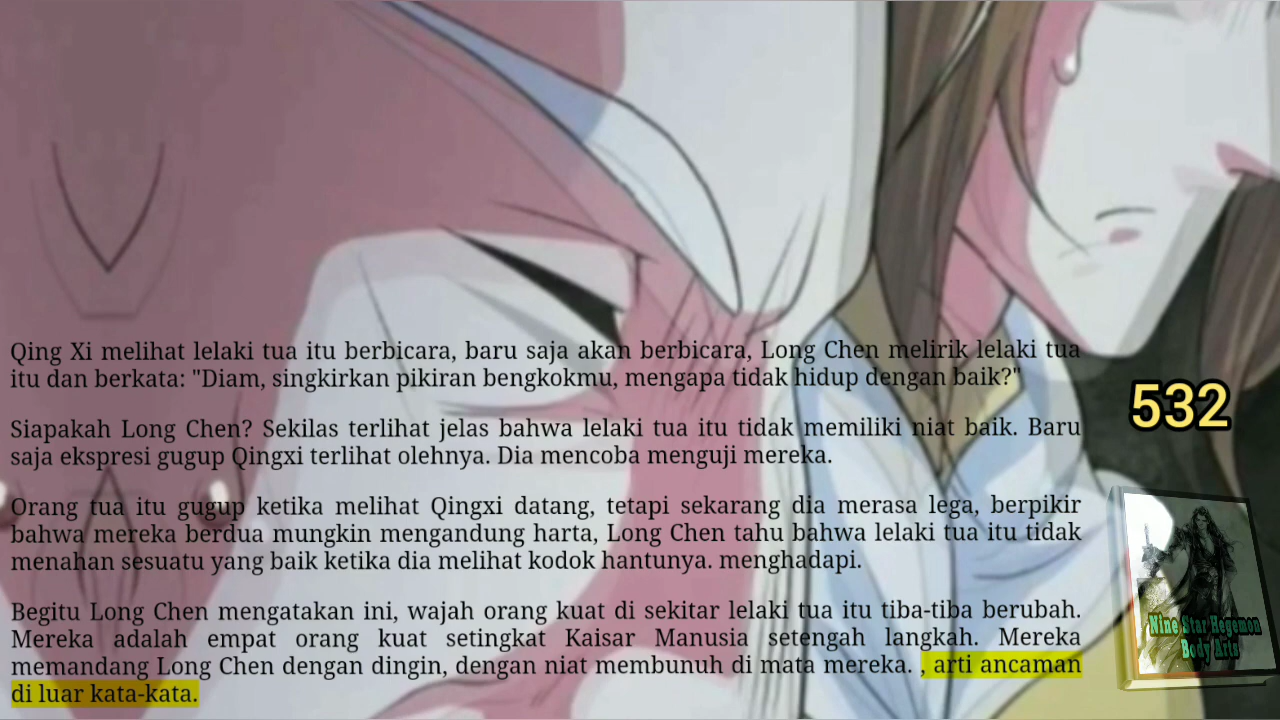 Qing Xi melihat lelaki tua itu berbicara, baru saja akan berbicara, Long Chen melirik lelaki tua
itu dan berkata: "Diam, singkirkan pikiran bengkokmu, mengapa tidak hidup dengan baik?"
Siapakah Long Chen? Sekilas terlihat jelas bahwa lelaki tua itu tidak memiliki niat baik. Baru
saja ekspresi gugup Qingxi terlihat olehnya. Dia mencoba menguji mereka.
Orang tua itu gugup ketika melihat Qingxi datang, tetapi sekarang dia merasa lega, berpikir
bahwa mereka berdua mungkin mengandung harta, Long Chen tahu bahwa lelaki tua itu tidak
menahan sesuatu yang baik ketika dia melihat kodok hantunya. menghadapi.
Begitu Long Chen mengatakan ini, wajah orang kuat di sekitar lelaki tua itu tiba-tiba berubah.
Mereka adalah empat orang kuat setingkat Kaisar Manusia setengah langkah. Mereka
memandang Long Chen dengan dingin, dengan niat membunuh di mata mereka. , arti ancaman
di luar kata-kata.
532
Nine Star Hegemon
Body Arts